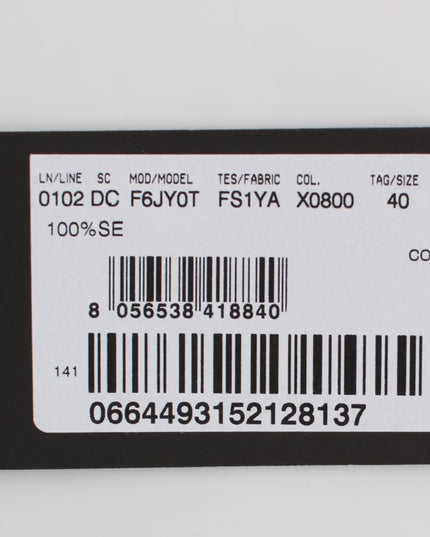 LN/LINE SC MOD/MODEL TES/FABRIC COL. TAG/SIZE
0102 DC F6JY0T FS1YA X0800 40
100%SE
CO
8 056538 418840
141
0664493152128137